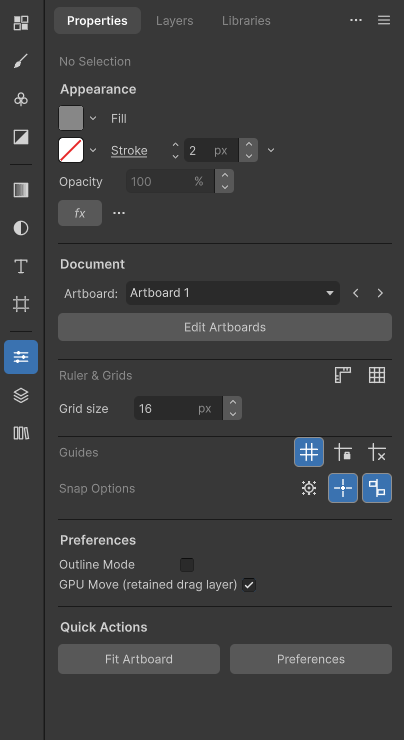 Properties Layers Libraries
No Selection
Appearance
Fill
Stroke 2 px
Opacity 100 %
fx
Document
Artboard: Artboard 1
Edit Artboards
Ruler & Grids
Grid size 16 px
Guides
Snap Options
Preferences
Outline Mode
GPU Move (retained drag layer)
Quick Actions
Fit Artboard Preferences